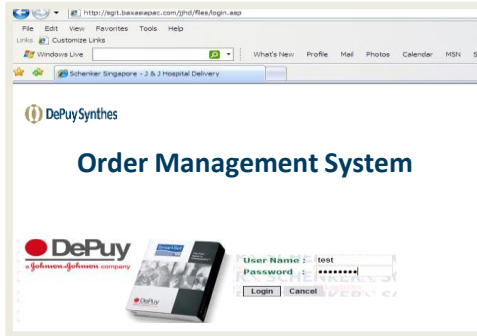 http://sgit.baxasiapac.com/jjhd/files/login.asp
File Edit View Favorites Tools Help
Links Customize Links
Windows Live What's New Profile Mail Photos Calendar MSN S
Schenker Singapore - J & J Hospital Delivery
DePuySynthes
Order Management System
DePuy
a Johnson & Johnson company
DePuy
User Name : test
Password : ••••••••
Login Cancel